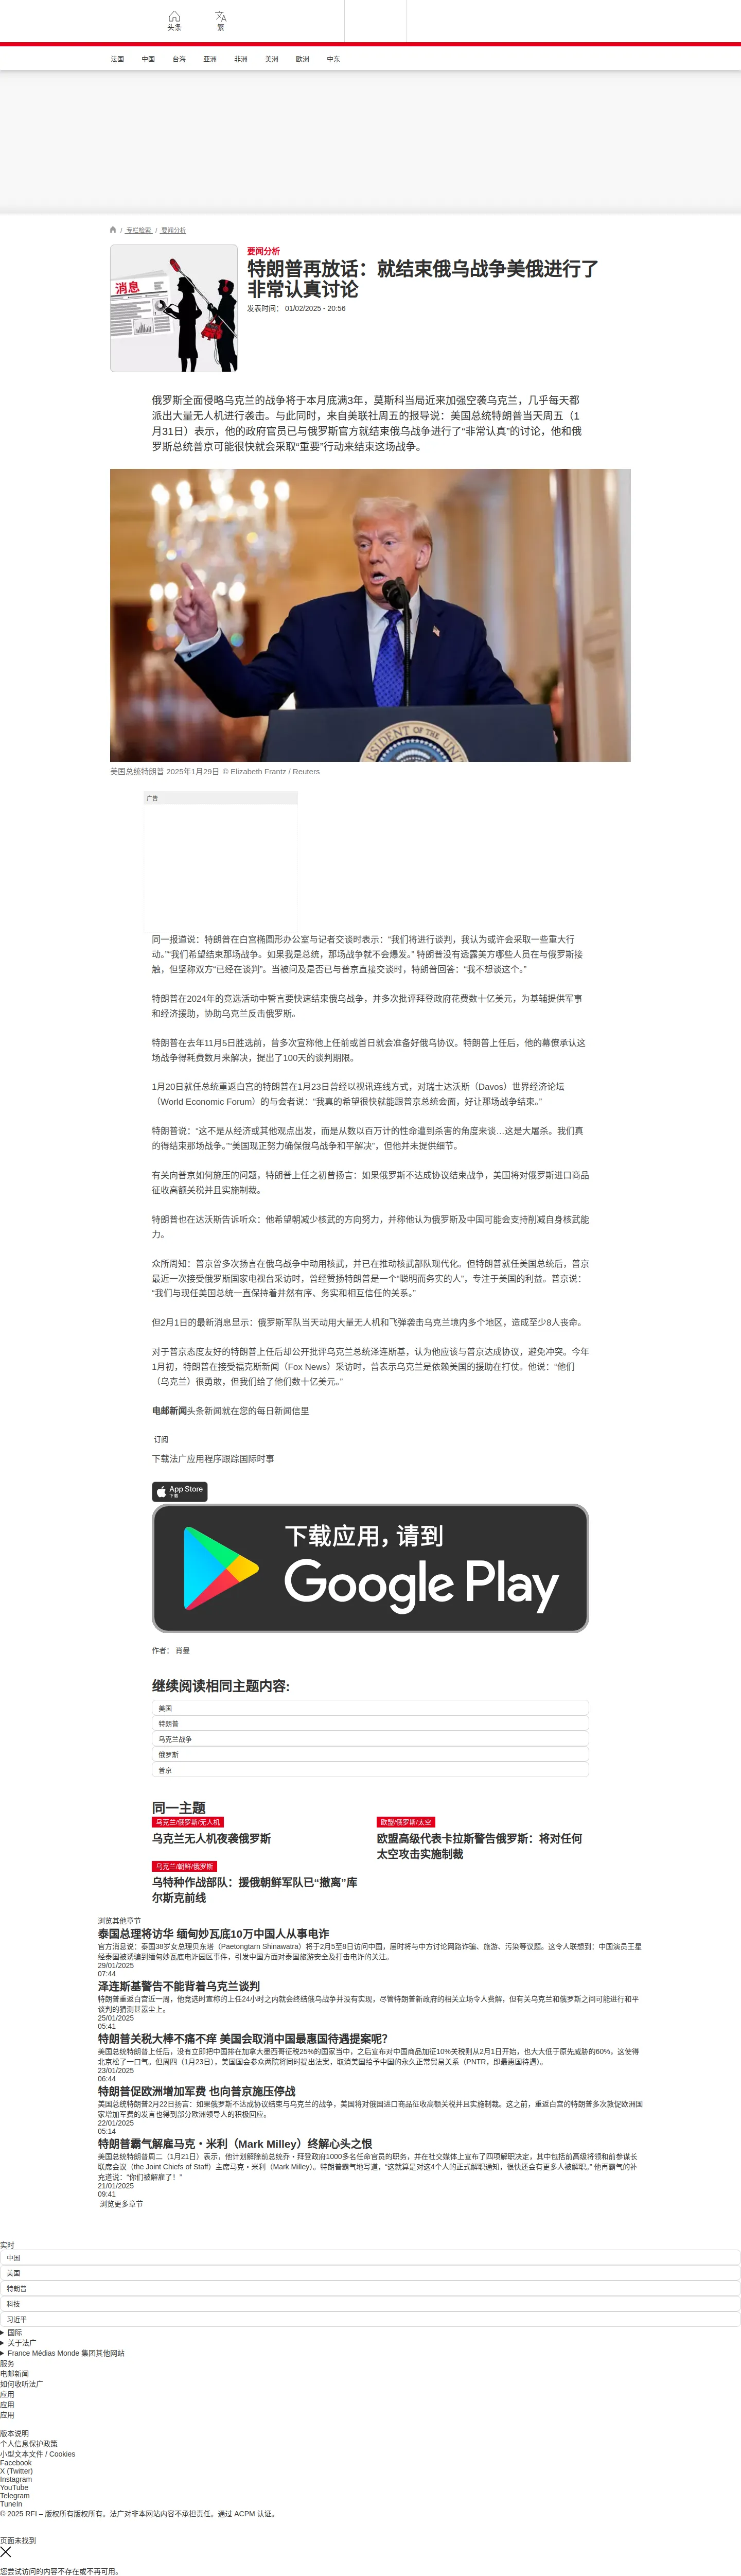 头条
繁
法国
中国
台海
亚洲
非洲
美洲
欧洲
中东
/ 专栏检索 / 要闻分析
消息
要闻分析
特朗普再放话：就结束俄乌战争美俄进行了
非常认真讨论
发表时间： 01/02/2025 - 20:56
俄罗斯全面侵略乌克兰的战争将于本月底满3年，莫斯科当局近来加强空袭乌克兰，几乎每天都
派出大量无人机进行袭击。与此同时，来自美联社周五的报导说：美国总统特朗普当天周五（1
月31日）表示，他的政府官员已与俄罗斯官方就结束俄乌战争进行了“非常认真”的讨论，他和俄
罗斯总统普京可能很快就会采取“重要”行动来结束这场战争。
美国总统特朗普 2025年1月29日 © Elizabeth Frantz / Reuters
广告
同一报道说：特朗普在白宫椭圆形办公室与记者交谈时表示：“我们将进行谈判，我认为或许会采取一些重大行
动。”“我们希望结束那场战争。如果我是总统，那场战争就不会爆发。” 特朗普没有透露美方哪些人员在与俄罗斯接
触，但坚称双方“已经在谈判”。当被问及是否已与普京直接交谈时，特朗普回答：“我不想谈这个。”
特朗普在2024年的竞选活动中誓言要快速结束俄乌战争，并多次批评拜登政府花费数十亿美元，为基辅提供军事
和经济援助，协助乌克兰反击俄罗斯。
特朗普在去年11月5日胜选前，曾多次宣称他上任前或首日就会准备好俄乌协议。特朗普上任后，他的幕僚承认这
场战争得耗费数月来解决，提出了100天的谈判期限。
1月20日就任总统重返白宫的特朗普在1月23日曾经以视讯连线方式，对瑞士达沃斯（Davos）世界经济论坛
（World Economic Forum）的与会者说：“我真的希望很快就能跟普京总统会面，好让那场战争结束。”
特朗普说：“这不是从经济或其他观点出发，而是从数以百万计的性命遭到杀害的角度来谈…这是大屠杀。我们真
的得结束那场战争。”“美国现正努力确保俄乌战争和平解决”，但他并未提供细节。
有关向普京如何施压的问题，特朗普上任之初曾扬言：如果俄罗斯不达成协议结束战争，美国将对俄罗斯进口商品
征收高额关税并且实施制裁。
特朗普也在达沃斯告诉听众：他希望朝减少核武的方向努力，并称他认为俄罗斯及中国可能会支持削减自身核武能
力。
众所周知：普京曾多次扬言在俄乌战争中动用核武，并已在推动核武部队现代化。但特朗普就任美国总统后，普京
最近一次接受俄罗斯国家电视台采访时，曾经赞扬特朗普是一个“聪明而务实的人”，专注于美国的利益。普京说：
“我们与现任美国总统一直保持着井然有序、务实和相互信任的关系。”
但2月1日的最新消息显示：俄罗斯军队当天动用大量无人机和飞弹袭击乌克兰境内多个地区，造成至少8人丧命。
对于普京态度友好的特朗普上任后却公开批评乌克兰总统泽连斯基，认为他应该与普京达成协议，避免冲突。今年
1月初，特朗普在接受福克斯新闻（Fox News）采访时，曾表示乌克兰是依赖美国的援助在打仗。他说：“他们
（乌克兰）很勇敢，但我们给了他们数十亿美元。”
电邮新闻头条新闻就在您的每日新闻信里
订阅
下载法广应用程序跟踪国际时事
App Store
下载
下载应用，请到
Google Play
作者： 肖曼
继续阅读相同主题内容:
美国
特朗普
乌克兰战争
俄罗斯
普京
同一主题
乌克兰/俄罗斯/无人机
乌克兰无人机夜袭俄罗斯
欧盟/俄罗斯/太空
欧盟高级代表卡拉斯警告俄罗斯：将对任何
太空攻击实施制裁
乌克兰/朝鲜/俄罗斯
乌特种作战部队：援俄朝鲜军队已“撤离”库
尔斯克前线
浏览其他章节
泰国总理将访华 缅甸妙瓦底10万中国人从事电诈
官方消息说：泰国38岁女总理贝东塔（Paetongtarn Shinawatra）将于2月5至8日访问中国，届时将与中方讨论网路诈骗、旅游、污染等议题。这令人联想到：中国演员王星
经泰国被诱骗到缅甸妙瓦底电诈园区事件，引发中国方面对泰国旅游安全及打击电诈的关注。
29/01/2025
07:44
泽连斯基警告不能背着乌克兰谈判
特朗普重返白宫近一周，他竞选时宣称的上任24小时之内就会终结俄乌战争并没有实现，尽管特朗普新政府的相关立场令人费解，但有关乌克兰和俄罗斯之间可能进行和平
谈判的猜测甚嚣尘上。
25/01/2025
05:41
特朗普关税大棒不痛不痒 美国会取消中国最惠国待遇提案呢？
美国总统特朗普上任后，没有立即把中国排在加拿大墨西哥征税25%的国家当中，之后宣布对中国商品加征10%关税则从2月1日开始，也大大低于原先威胁的60%，这使得
北京松了一口气。但周四（1月23日），美国国会参众两院将同时提出法案，取消美国给予中国的永久正常贸易关系（PNTR，即最惠国待遇）。
23/01/2025
06:44
特朗普促欧洲增加军费 也向普京施压停战
美国总统特朗普2月22日扬言：如果俄罗斯不达成协议结束与乌克兰的战争，美国将对俄国进口商品征收高额关税并且实施制裁。这之前，重返白宫的特朗普多次敦促欧洲国
家增加军费的发言也得到部分欧洲领导人的积极回应。
22/01/2025
05:14
特朗普霸气解雇马克・米利（Mark Milley）终解心头之恨
美国总统特朗普周二（1月21日）表示，他计划解除前总统乔・拜登政府1000多名任命官员的职务，并在社交媒体上宣布了四项解职决定，其中包括前高级将领和前参谋长
联席会议（the Joint Chiefs of Staff）主席马克・米利（Mark Milley）。特朗普霸气地写道，“这就算是对这4个人的正式解职通知，很快还会有更多人被解职。” 他再霸气的补
充道说：“你们被解雇了！ ”
21/01/2025
09:41
浏览更多章节
实时
中国
美国
特朗普
科技
习近平
国际
关于法广
France Médias Monde 集团其他网站
服务
电邮新闻
如何收听法广
应用
应用
应用
版本说明
个人信息保护政策
小型文本文件 / Cookies
Facebook
X (Twitter)
Instagram
YouTube
Telegram
TuneIn
© 2025 RFI – 版权所有版权所有。法广对非本网站内容不承担责任。通过 ACPM 认证。
页面未找到
您尝试访问的内容不存在或不再可用。